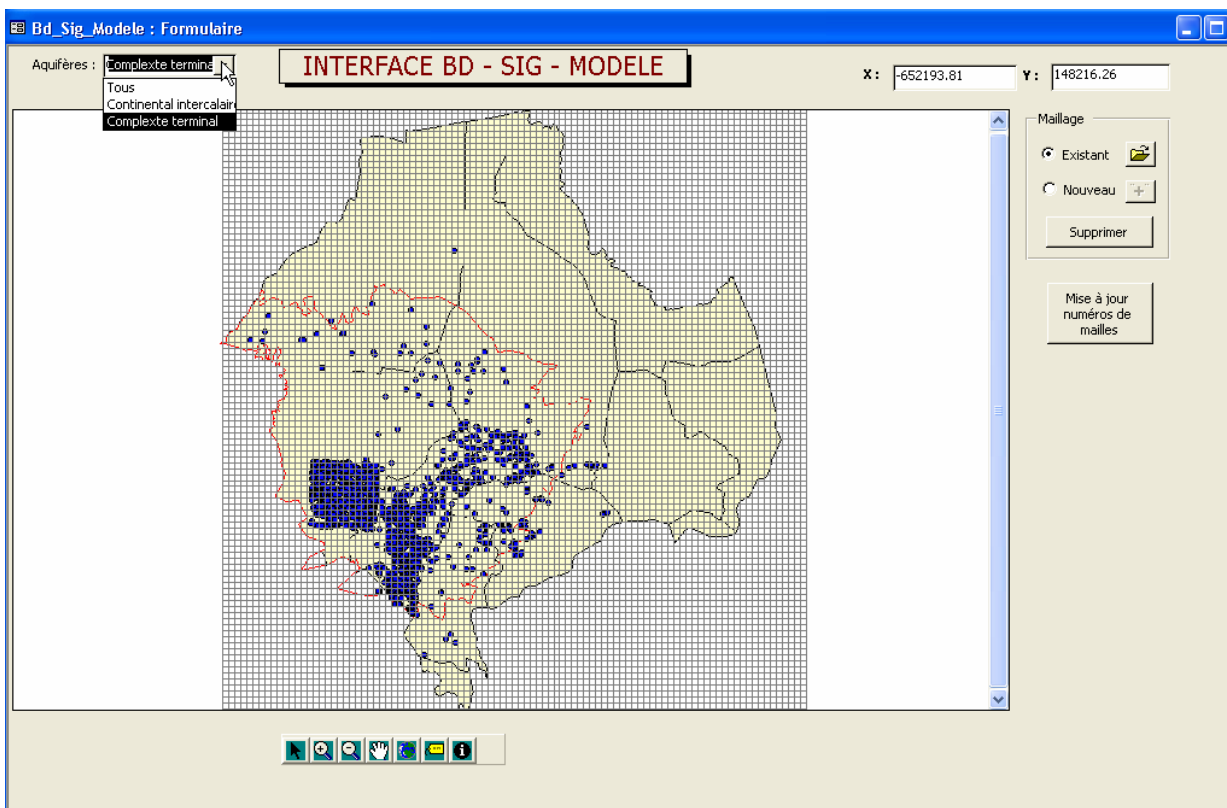 Bd_Sig_Modele : Formulaire
Aquifères : Complexte termina
INTERFACE BD - SIG - MODELE
X : -652193.81
Y : 148216.26
Tous
Continental intercalaire
Complexte terminal
Maillage
Existant
Nouveau
Supprimer
Mise à jour
numéros de
mailles